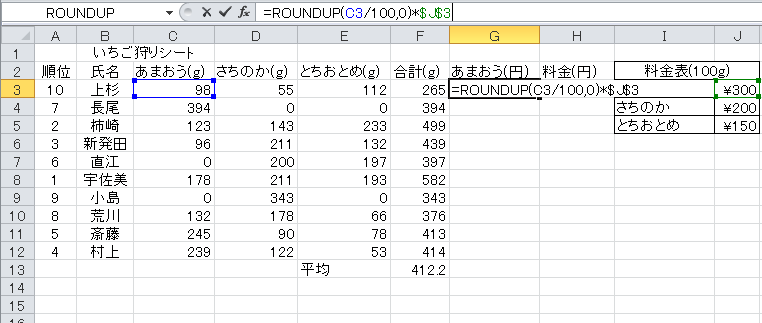 ROUNDUP =ROUNDUP(C3/100,0)*$J$3
A B C D E F G H I J
1 いちご狩りシート
2 順位 氏名 あまおう(g) さちのか(g) とちおとめ(g) 合計(g) あまおう(円) 料金(円) 料金表(100g)
3 10 上杉 98 55 112 265 =ROUNDUP(C3/100,0)*$J$3 ¥300
4 7 長尾 394 0 0 394 さちのか ¥200
5 2 柿崎 123 143 233 499 とちおとめ ¥150
6 3 新発田 96 211 132 439
7 6 直江 0 200 197 397
8 1 宇佐美 178 211 193 582
9 9 小島 0 343 0 343
10 8 荒川 132 178 66 376
11 5 斎藤 245 90 78 413
12 4 村上 239 122 53 414
13 平均 412.2
14
15
16